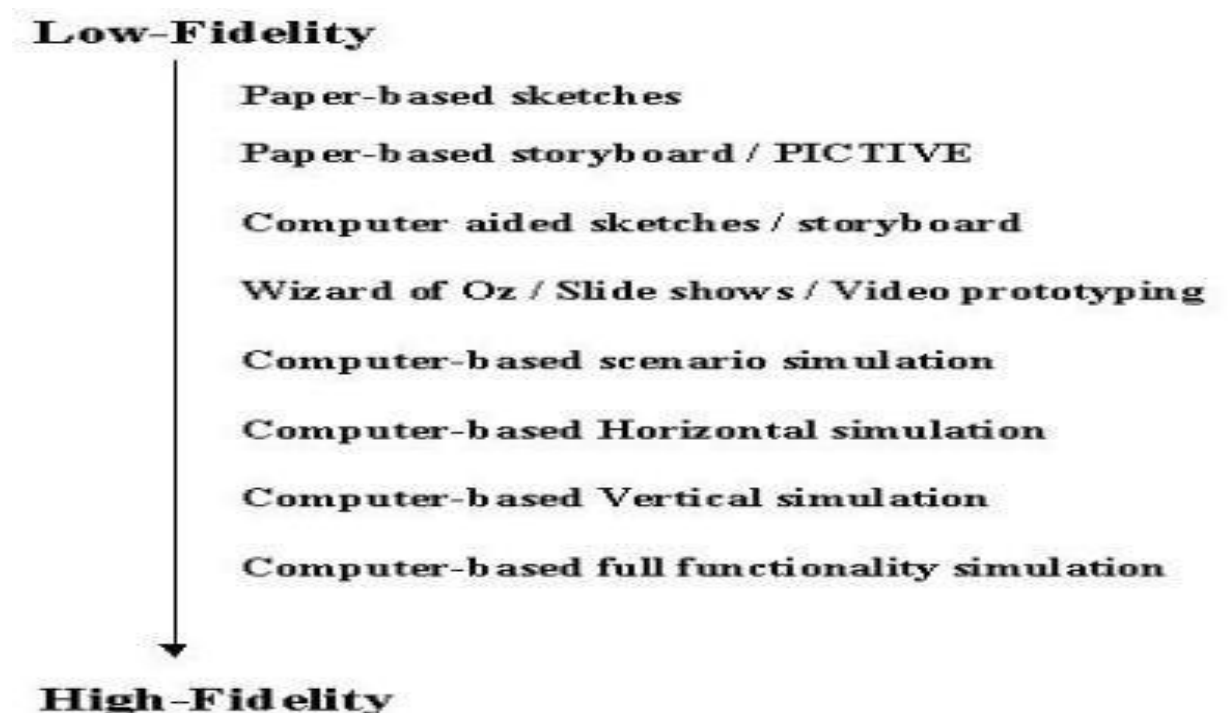 Low-Fidelity
Paper-based sketches
Paper-based storyboard / PICTIVE
Computer aided sketches / storyboard
Wizard of Oz / Slide shows / Video prototyping
Computer-based scenario simulation
Computer-based Horizontal simulation
Computer-based Vertical simulation
Computer-based full functionality simulation
High-Fidelity